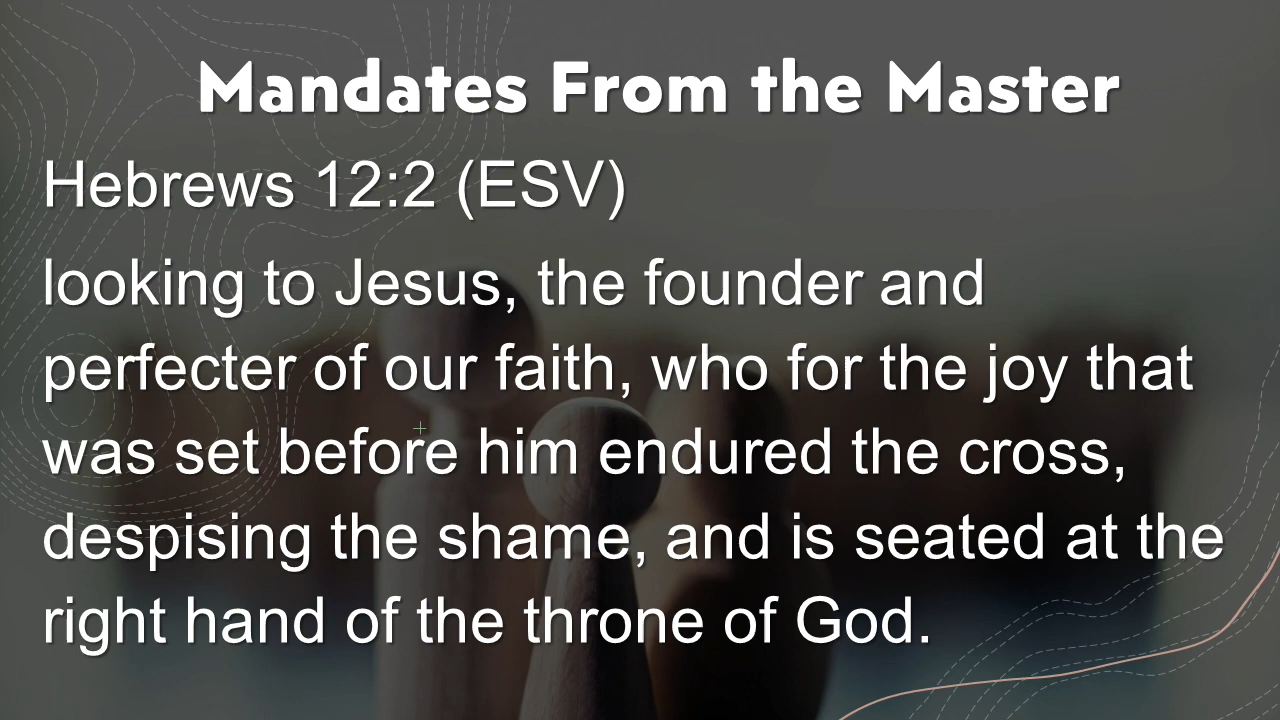 Mandates From the Master
Hebrews 12:2 (ESV)
looking to Jesus, the founder and
perfecter of our faith, who for the joy that
was set before him endured the cross,
despising the shame, and is seated at the
right hand of the throne of God.